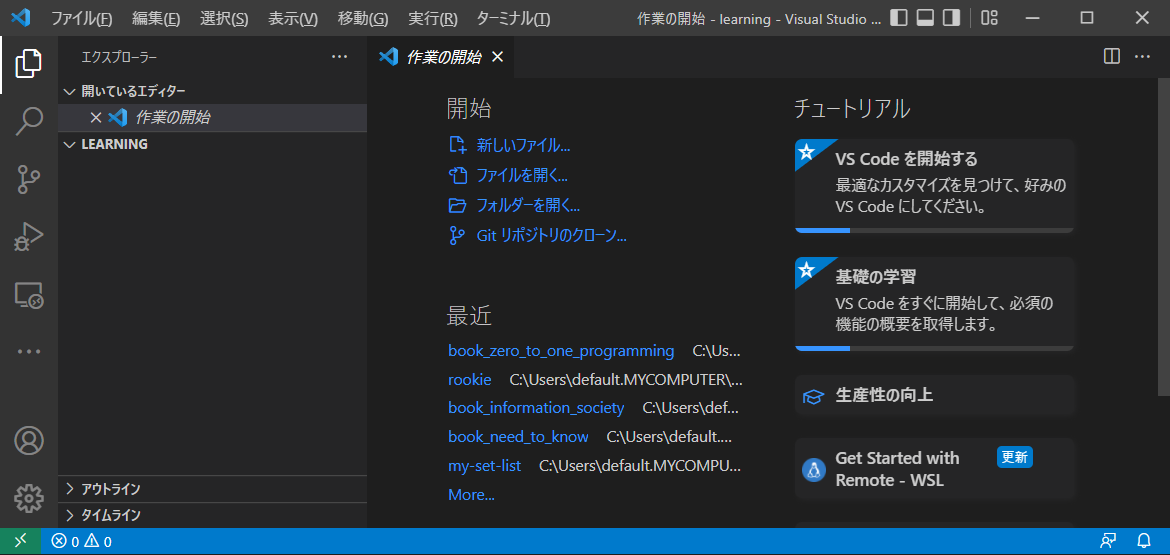 ファイル(F) 編集(E) 選択(S) 表示(V) 移動(G) 実行(R) ターミナル(T) 作業の開始 - learning - Visual Studio ...
エクスプローラー
開いているエディター
作業の開始
LEARNING
アウトライン
タイムライン
作業の開始
開始
新しいファイル...
ファイルを開く...
フォルダーを開く...
Git リポジトリのクローン...
最近
book_zero_to_one_programming C:\Us...
rookie C:\Users\default.MYCOMPUTER\...
book_information_society C:\Users\def...
book_need_to_know C:\Users\default....
my-set-list C:\Users\default.MYCOMPU...
More...
チュートリアル
VS Code を開始する
最適なカスタマイズを見つけて、好みの
VS Code にしてください。
基礎の学習
VS Code をすぐに開始して、必須の
機能の概要を取得します。
生産性の向上
Get Started with 更新
Remote - WSL
0 0